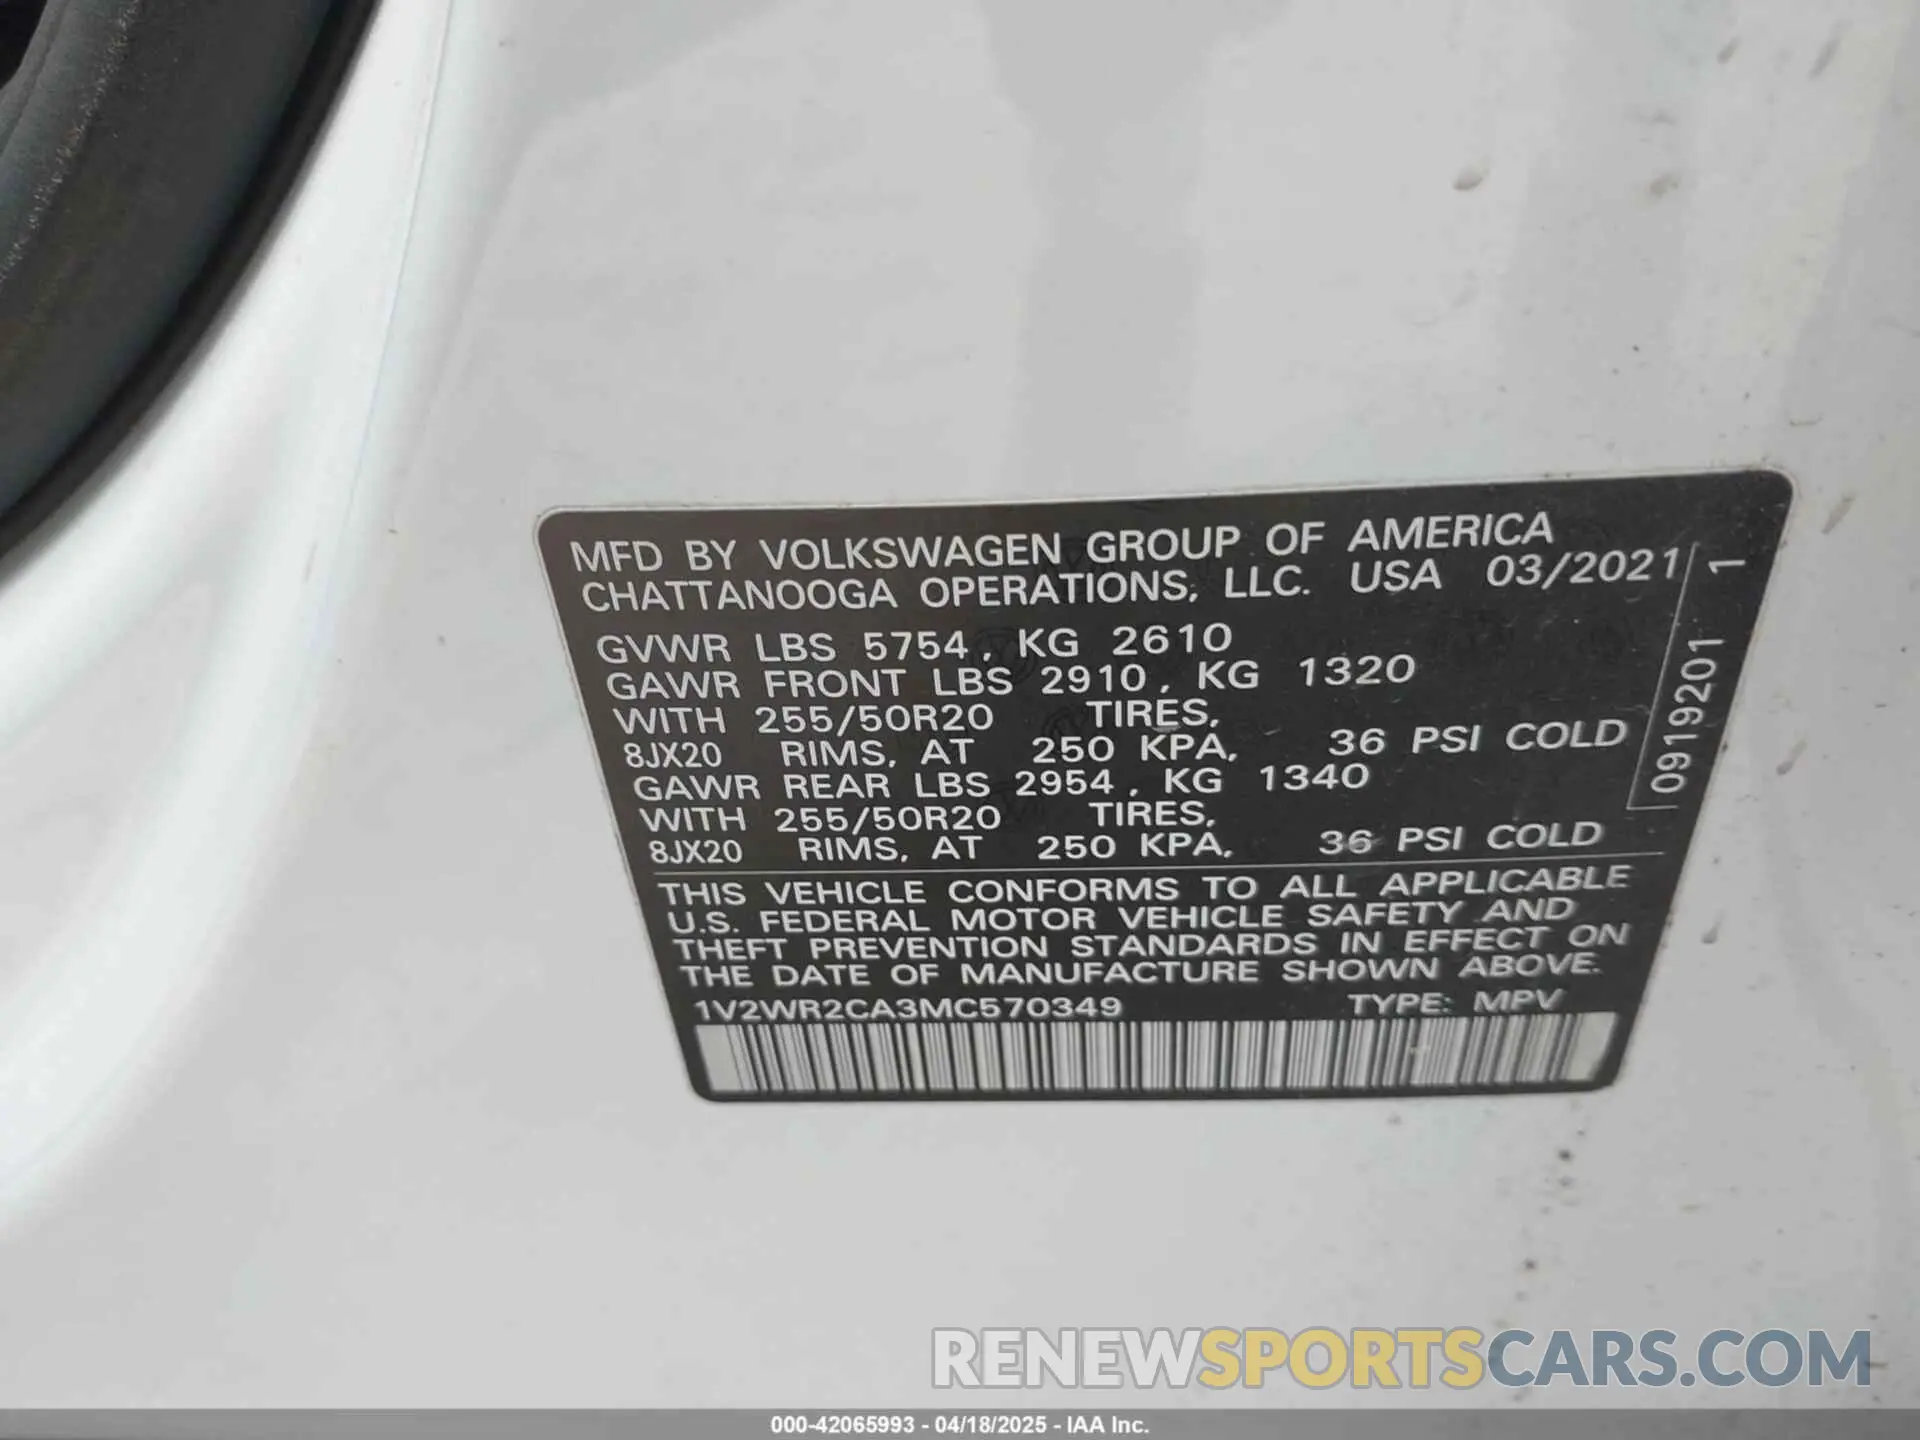 MFD BY VOLKSWAGEN GROUP OF AMERICA
CHATTANOOGA OPERATIONS, LLC. USA 03/2021
GVWR LBS 5754, KG 2610
GAWR FRONT LBS 2910, KG 1320
WITH 255/50R20 TIRES,
8JX20 RIMS, AT 250 KPA, 36 PSI COLD
GAWR REAR LBS 2954, KG 1340
WITH 255/50R20 TIRES,
8JX20 RIMS, AT 250 KPA, 36 PSI COLD
THIS VEHICLE CONFORMS TO ALL APPLICABLE
U.S. FEDERAL MOTOR VEHICLE SAFETY AND
THEFT PREVENTION STANDARDS IN EFFECT ON
THE DATE OF MANUFACTURE SHOWN ABOVE.
1V2WR2CA3MC570349 TYPE: MPV
0919201 1
RENEWSPORTSCARS.COM
000-42065993 - 04/18/2025 - IAA Inc.